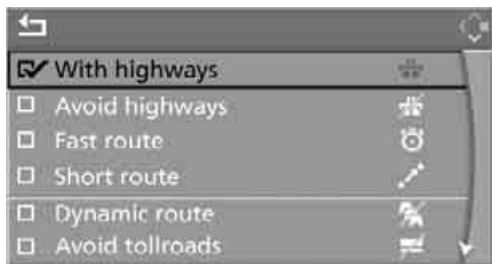 With highways
Avoid highways
Fast route
Short route
Dynamic route
Avoid tollroads